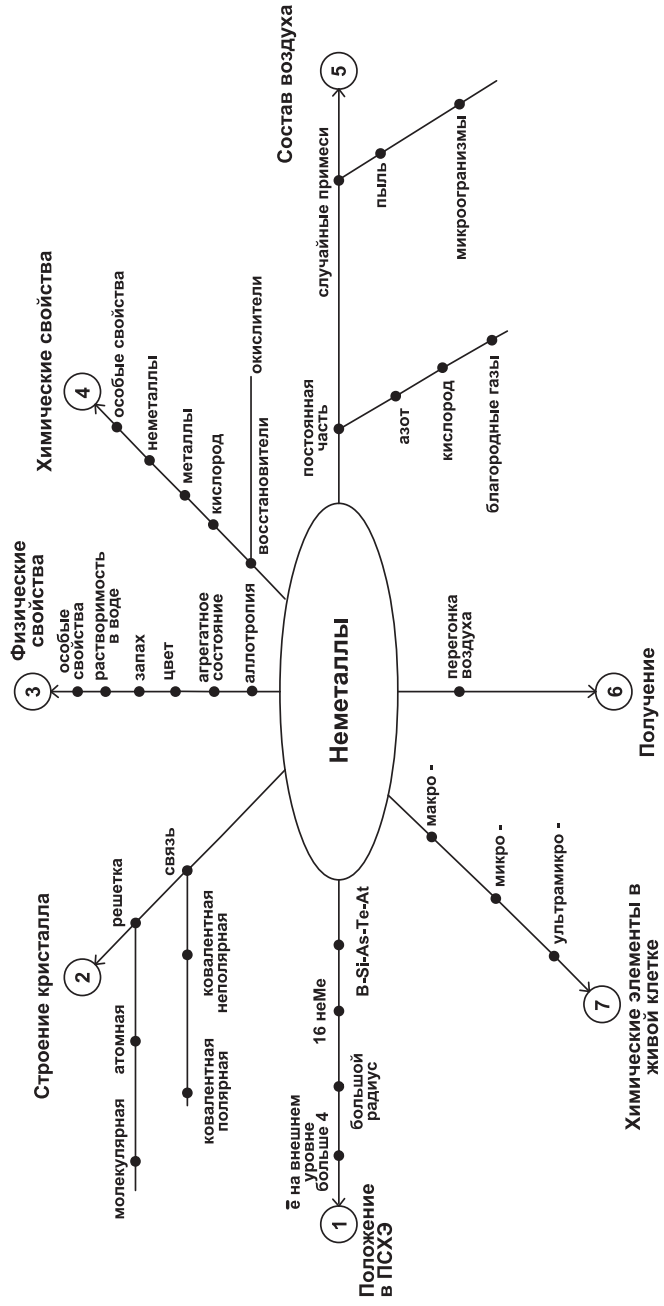 Неметаллы
1
Положение
в ПСХЭ
ē на внешнем
уровне
больше 4
большой
радиус
16 неМе
B-Si-As-Te-At
2
Строение кристалла
решетка
атомная
молекулярная
связь
ковалентная
неполярная
ковалентная
полярная
3
Физические
свойства
особые
свойства
растворимость
в воде
запах
цвет
агрегатное
состояние
аллотропия
4
Химические свойства
особые свойства
неметаллы
металлы
кислород
восстановители
окислители
5
Состав воздуха
постоянная
часть
азот
кислород
благородные газы
случайные примеси
пыль
микроогранизмы
6
Получение
перегонка
воздуха
7
Химические элементы в
живой клетке
макро -
микро -
ультрамикро -